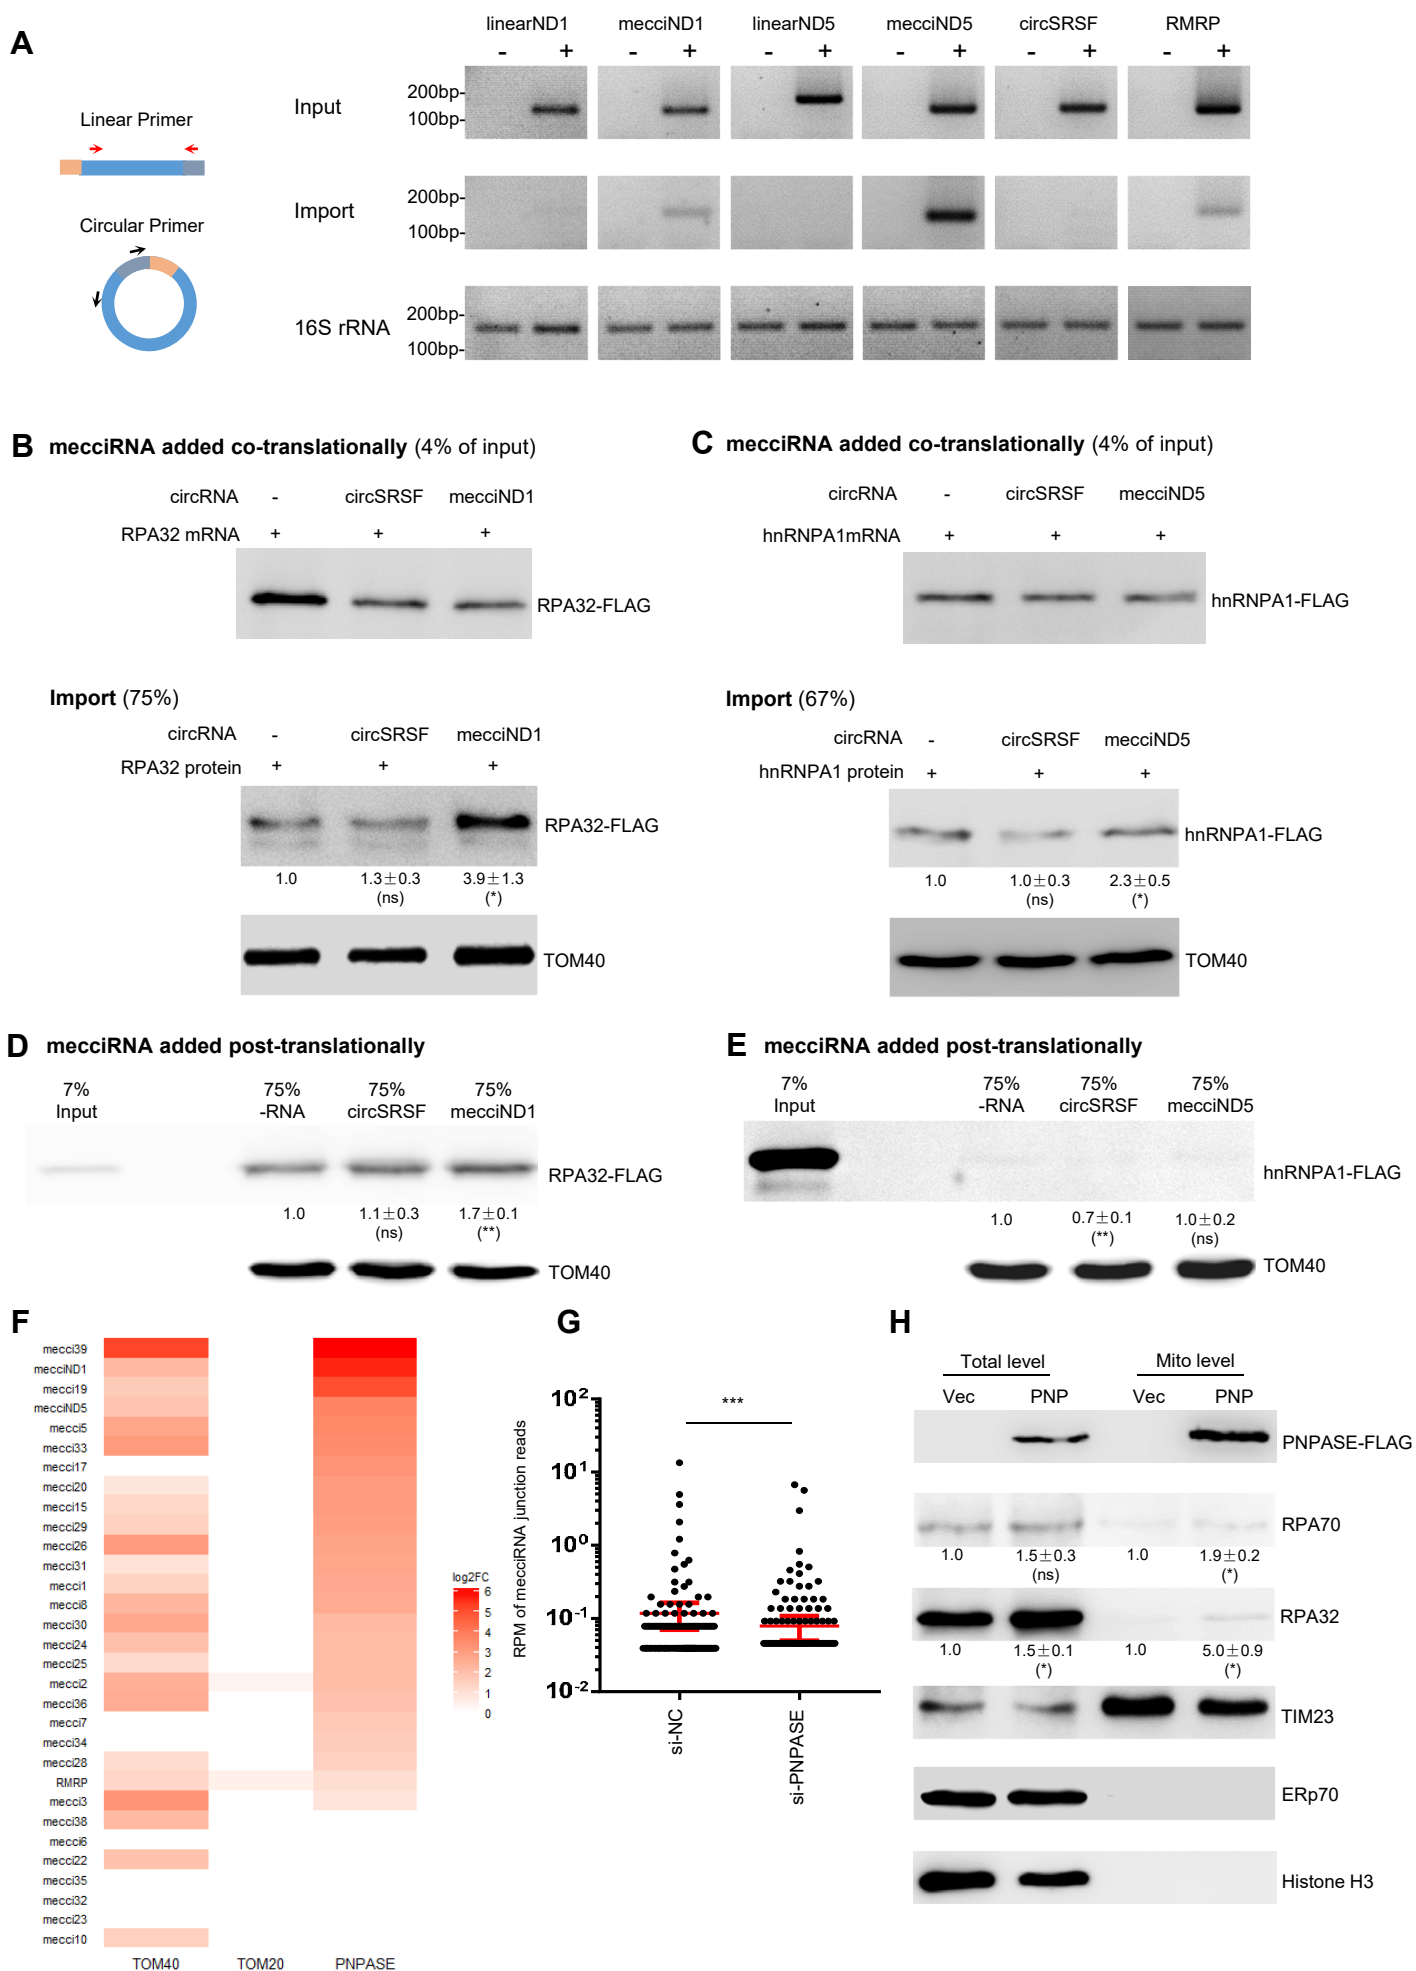 A
linearND1 mecciND1 linearND5 mecciND5 circSRSF RMRP
- + - + - + - + - + - +
Linear Primer
Circular Primer
Input
200bp-
100bp-
Import
200bp-
100bp-
16S rRNA
200bp-
100bp-
B mecciRNA added co-translationally (4% of input)
circRNA - circSRSF mecciND1
RPA32 mRNA + + +
RPA32-FLAG
Import (75%)
circRNA - circSRSF mecciND1
RPA32 protein + + +
RPA32-FLAG
1.0 1.3±0.3 3.9±1.3
(ns) (*)
TOM40
C mecciRNA added co-translationally (4% of input)
circRNA - circSRSF mecciND5
hnRNPA1mRNA + + +
hnRNPA1-FLAG
Import (67%)
circRNA - circSRSF mecciND5
hnRNPA1 protein + + +
hnRNPA1-FLAG
1.0 1.0±0.3 2.3±0.5
(ns) (*)
TOM40
D mecciRNA added post-translationally
7% 75% 75% 75%
Input -RNA circSRSF mecciND1
RPA32-FLAG
1.0 1.1±0.3 1.7±0.1
(ns) (**)
TOM40
E mecciRNA added post-translationally
7% 75% 75% 75%
Input -RNA circSRSF mecciND5
hnRNPA1-FLAG
1.0 0.7±0.1 1.0±0.2
(**) (ns)
TOM40
F
mecci39
mecciND1
mecci19
mecciND5
mecci5
mecci33
mecci17
mecci20
mecci15
mecci29
mecci26
mecci31
mecci1
mecci8
mecci30
mecci24
mecci25
mecci2
mecci36
mecci7
mecci34
mecci28
RMRP
mecci3
mecci38
mecci6
mecci22
mecci35
mecci32
mecci23
mecci10
TOM40 TOM20 PNPASE
log2FC
6
5
4
3
2
1
0
G
RPM of mecciRNA junction reads
10²
10¹
10⁰
10⁻¹
10⁻²
***
si-NC si-PNPASE
H
Total level Mito level
Vec PNP Vec PNP
PNPASE-FLAG
RPA70
1.0 1.5±0.3 1.0 1.9±0.2
(ns) (*)
RPA32
1.0 1.5±0.1 1.0 5.0±0.9
(*) (*)
TIM23
ERp70
Histone H3